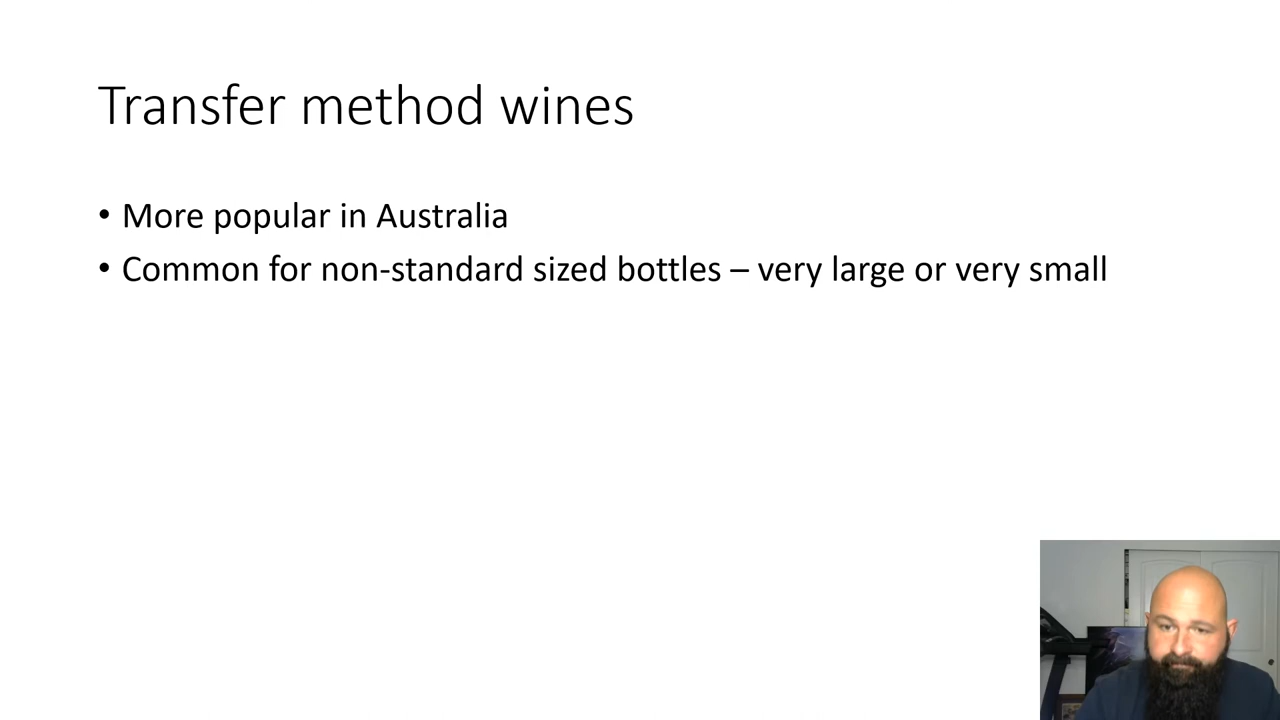 Transfer method wines
• More popular in Australia
• Common for non-standard sized bottles – very large or very small